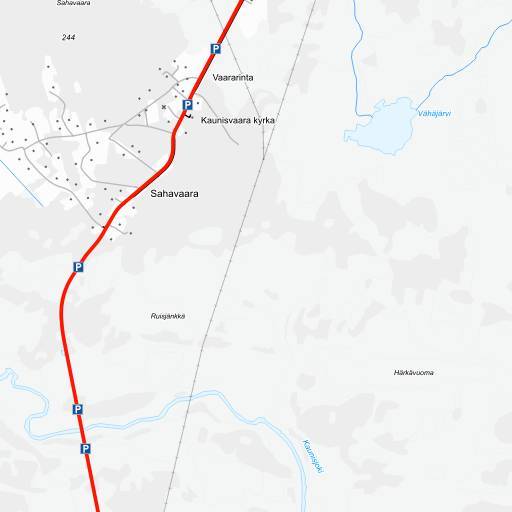 Sahavaara
244
P
Vaararinta
P
Kaunisvaara kyrka
Vähäjärvi
Sahavaara
P
Ruisjänkkä
Härkävuoma
P
P
Kaunisjoki